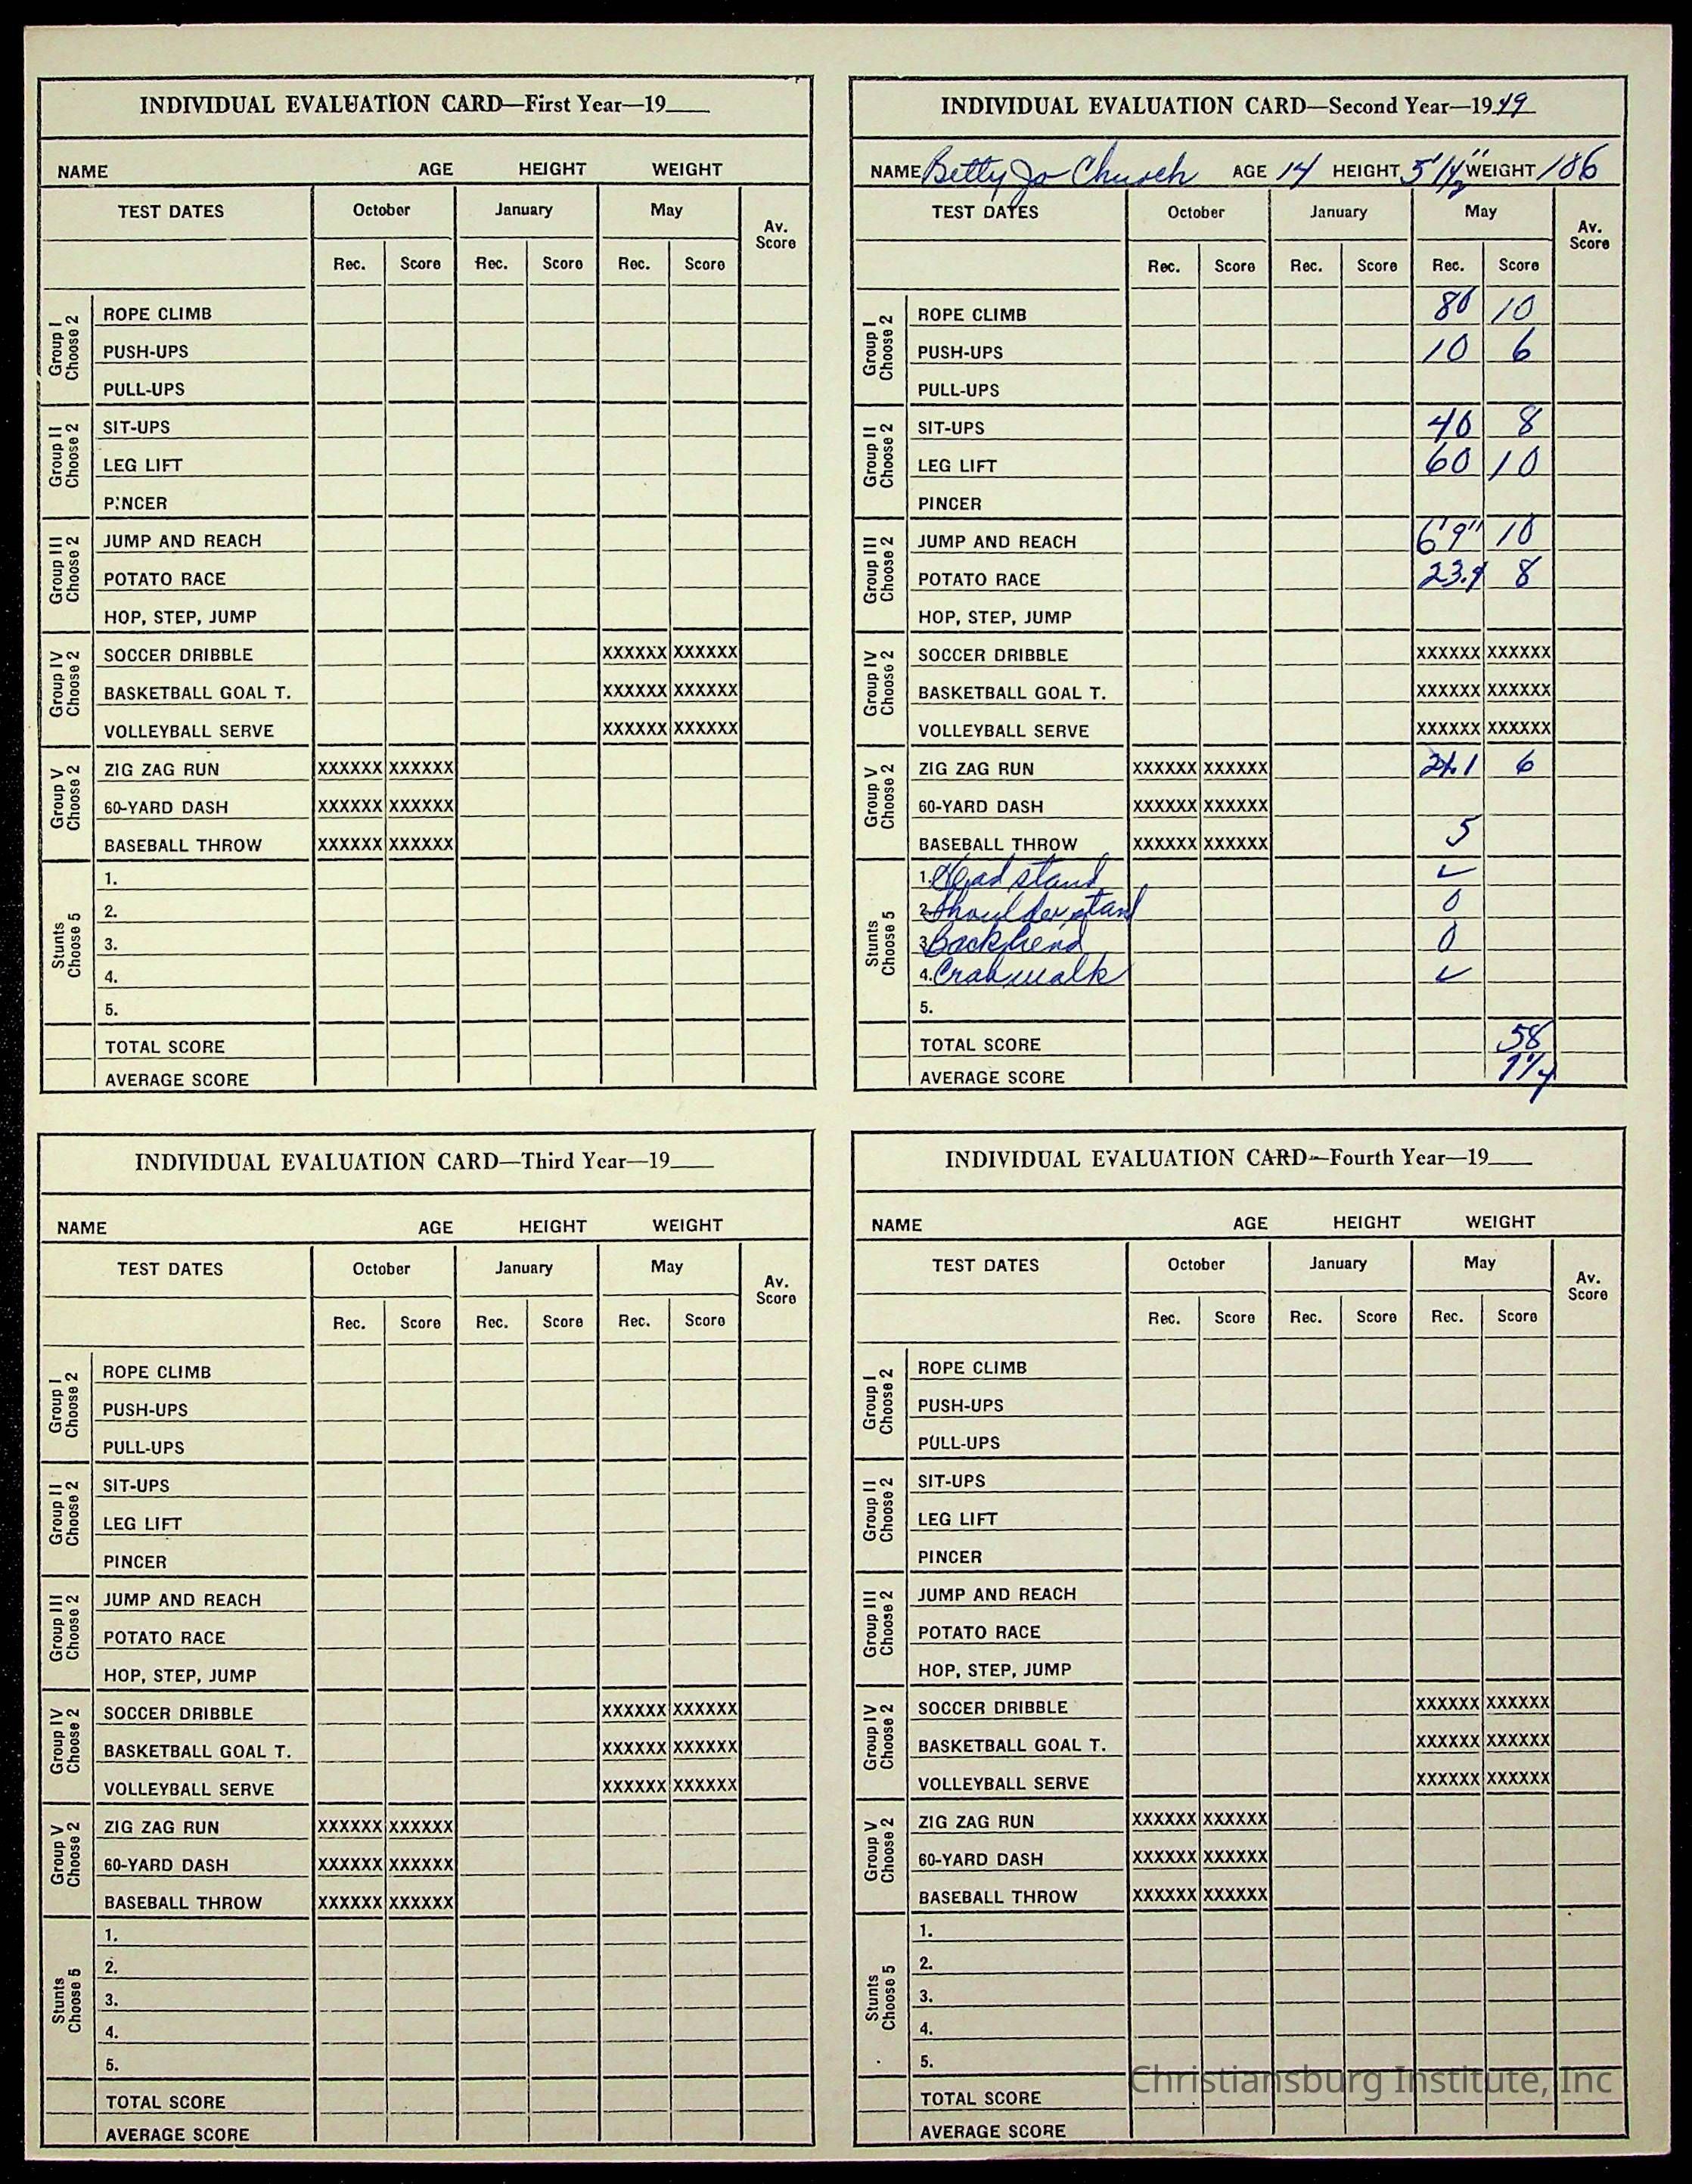 INDIVIDUAL EVALUATION CARD—First Year—19____
NAME AGE HEIGHT WEIGHT
TEST DATES October January May Av. Score
Rec. Score Rec. Score Rec. Score
Group I Choose 2
ROPE CLIMB
PUSH-UPS
PULL-UPS
Group II Choose 2
SIT-UPS
LEG LIFT
PINCER
Group III Choose 2
JUMP AND REACH
POTATO RACE
HOP, STEP, JUMP
Group IV Choose 2
SOCCER DRIBBLE XXXXXX XXXXXX
BASKETBALL GOAL T. XXXXXX XXXXXX
VOLLEYBALL SERVE XXXXXX XXXXXX
Group V Choose 2
ZIG ZAG RUN XXXXXX XXXXXX
60-YARD DASH XXXXXX XXXXXX
BASEBALL THROW XXXXXX XXXXXX
Stunts Choose 5
1.
2.
3.
4.
5.
TOTAL SCORE
AVERAGE SCORE
INDIVIDUAL EVALUATION CARD—Second Year—1949
NAME Betty Jo Church AGE 14 HEIGHT WEIGHT 106
TEST DATES October January May Av. Score
Rec. Score Rec. Score Rec. Score
Group I Choose 2
ROPE CLIMB 80 10
PUSH-UPS 10 6
PULL-UPS
Group II Choose 2
SIT-UPS 40 8
LEG LIFT 60 10
PINCER
Group III Choose 2
JUMP AND REACH 6'9" 10
POTATO RACE 23.9 8
HOP, STEP, JUMP
Group IV Choose 2
SOCCER DRIBBLE XXXXXX XXXXXX
BASKETBALL GOAL T. XXXXXX XXXXXX
VOLLEYBALL SERVE XXXXXX XXXXXX
Group V Choose 2
ZIG ZAG RUN XXXXXX XXXXXX 6
60-YARD DASH XXXXXX XXXXXX
BASEBALL THROW XXXXXX XXXXXX 5
Stunts Choose 5
1. Head stand ✓
2. Shoulder stand 0
3. Backbend 0
4. Crab walk ✓
5.
TOTAL SCORE 58
AVERAGE SCORE
INDIVIDUAL EVALUATION CARD—Third Year—19____
NAME AGE HEIGHT WEIGHT
TEST DATES October January May Av. Score
Rec. Score Rec. Score Rec. Score
Group I Choose 2
ROPE CLIMB
PUSH-UPS
PULL-UPS
Group II Choose 2
SIT-UPS
LEG LIFT
PINCER
Group III Choose 2
JUMP AND REACH
POTATO RACE
HOP, STEP, JUMP
Group IV Choose 2
SOCCER DRIBBLE XXXXXX XXXXXX
BASKETBALL GOAL T. XXXXXX XXXXXX
VOLLEYBALL SERVE XXXXXX XXXXXX
Group V Choose 2
ZIG ZAG RUN XXXXXX XXXXXX
60-YARD DASH XXXXXX XXXXXX
BASEBALL THROW XXXXXX XXXXXX
Stunts Choose 5
1.
2.
3.
4.
5.
TOTAL SCORE
AVERAGE SCORE
INDIVIDUAL EVALUATION CARD—Fourth Year—19____
NAME AGE HEIGHT WEIGHT
TEST DATES October January May Av. Score
Rec. Score Rec. Score Rec. Score
Group I Choose 2
ROPE CLIMB
PUSH-UPS
PULL-UPS
Group II Choose 2
SIT-UPS
LEG LIFT
PINCER
Group III Choose 2
JUMP AND REACH
POTATO RACE
HOP, STEP, JUMP
Group IV Choose 2
SOCCER DRIBBLE XXXXXX XXXXXX
BASKETBALL GOAL T. XXXXXX XXXXXX
VOLLEYBALL SERVE XXXXXX XXXXXX
Group V Choose 2
ZIG ZAG RUN XXXXXX XXXXXX
60-YARD DASH XXXXXX XXXXXX
BASEBALL THROW XXXXXX XXXXXX
Stunts Choose 5
1.
2.
3.
4.
5.
TOTAL SCORE
AVERAGE SCORE
Christiansburg Institute, Inc